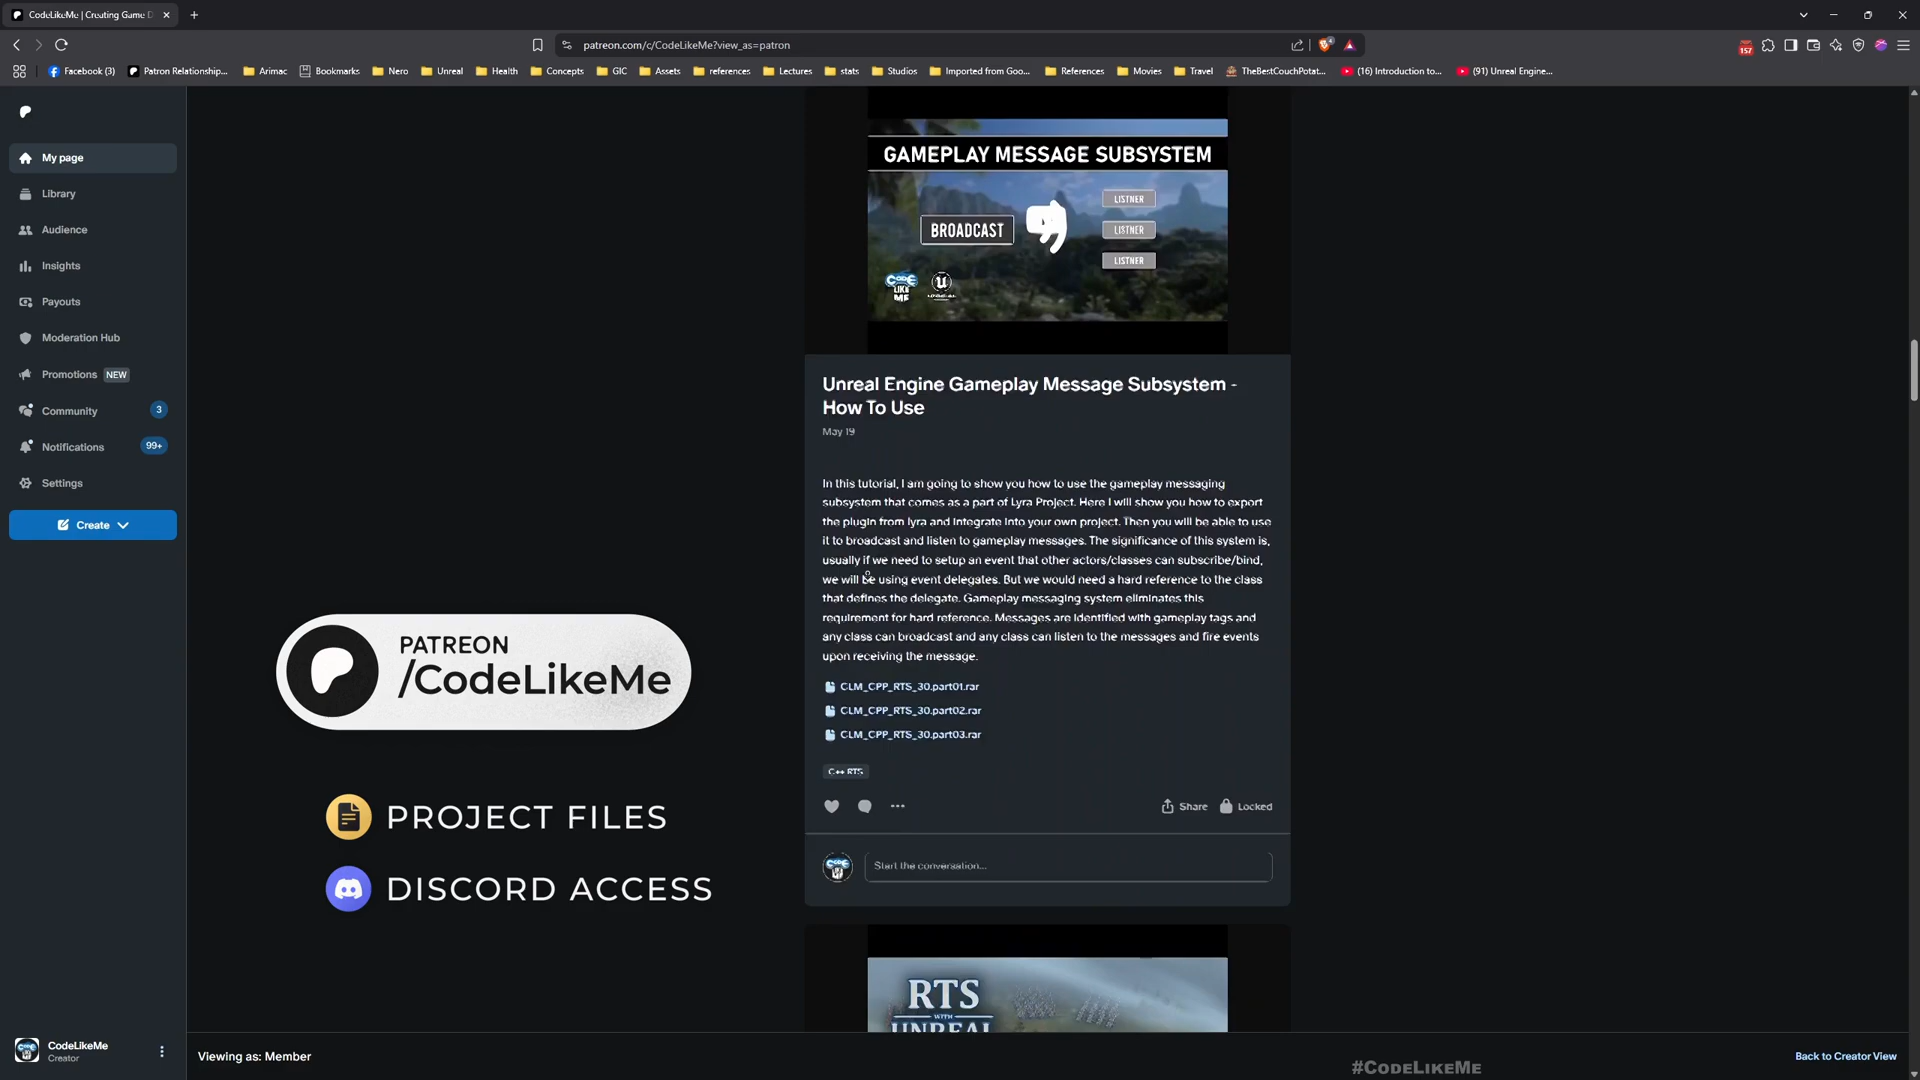 CodeLikeMe | Creating Game D
patreon.com/c/CodeLikeMe?view_as=patron
157
Facebook (3)
Patron Relationship...
Arimac
Bookmarks
Nero
Unreal
Health
Concepts
GIC
Assets
references
Lectures
stats
Studios
Imported from Goo...
References
Movies
Travel
TheBestCouchPotat...
(16) Introduction to...
(91) Unreal Engine...
My page
Library
Audience
Insights
Payouts
Moderation Hub
Promotions NEW
Community 3
Notifications 99+
Settings
Create
GAMEPLAY MESSAGE SUBSYSTEM
BROADCAST
LISTNER
LISTNER
LISTNER
CODE
LIKE
ME
Unreal Engine Gameplay Message Subsystem -
How To Use
May 19
In this tutorial, I am going to show you how to use the gameplay messaging
subsystem that comes as a part of Lyra Project. Here I will show you how to export
the plugin from lyra and integrate into your own project. Then you will be able to use
it to broadcast and listen to gameplay messages. The significance of this system is,
usually if we need to setup an event that other actors/classes can subscribe/bind,
we will be using event delegates. But we would need a hard reference to the class
that defines the delegate. Gameplay messaging system eliminates this
requirement for hard reference. Messages are identified with gameplay tags and
any class can broadcast and any class can listen to the messages and fire events
upon receiving the message.
CLM_CPP_RTS_30.part01.rar
CLM_CPP_RTS_30.part02.rar
CLM_CPP_RTS_30.part03.rar
C++ RTS
Share
Locked
Start the conversation...
PATREON
/CodeLikeMe
PROJECT FILES
DISCORD ACCESS
RTS
WITH
UNREAL
CodeLikeMe
Creator
Viewing as: Member
Back to Creator View
#CodeLikeMe